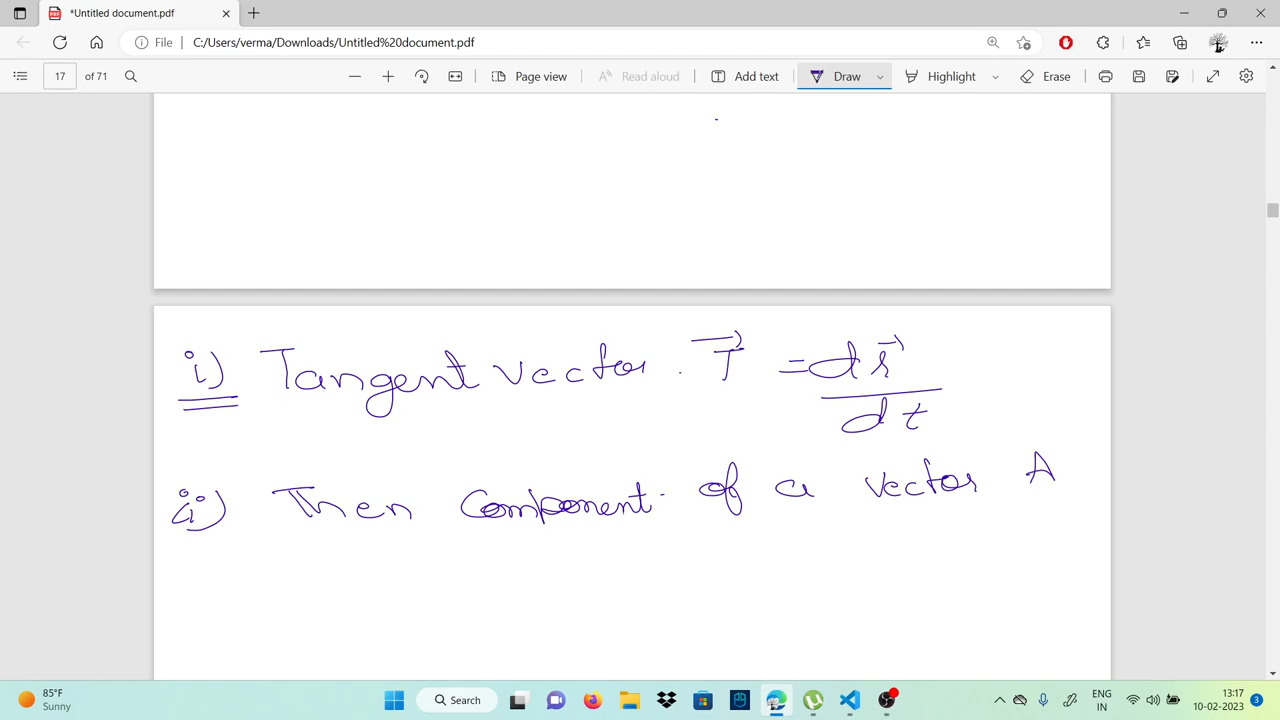 *Untitled document.pdf
File C:/Users/verma/Downloads/Untitled%20document.pdf
17 of 71 Page view Read aloud Add text Draw Highlight Erase
i) Tangent vector. T⃗ = dr⃗/dt
ii) Then component of a vector A
85°F
Sunny
Search
ENG
IN
13:17
10-02-2023
3